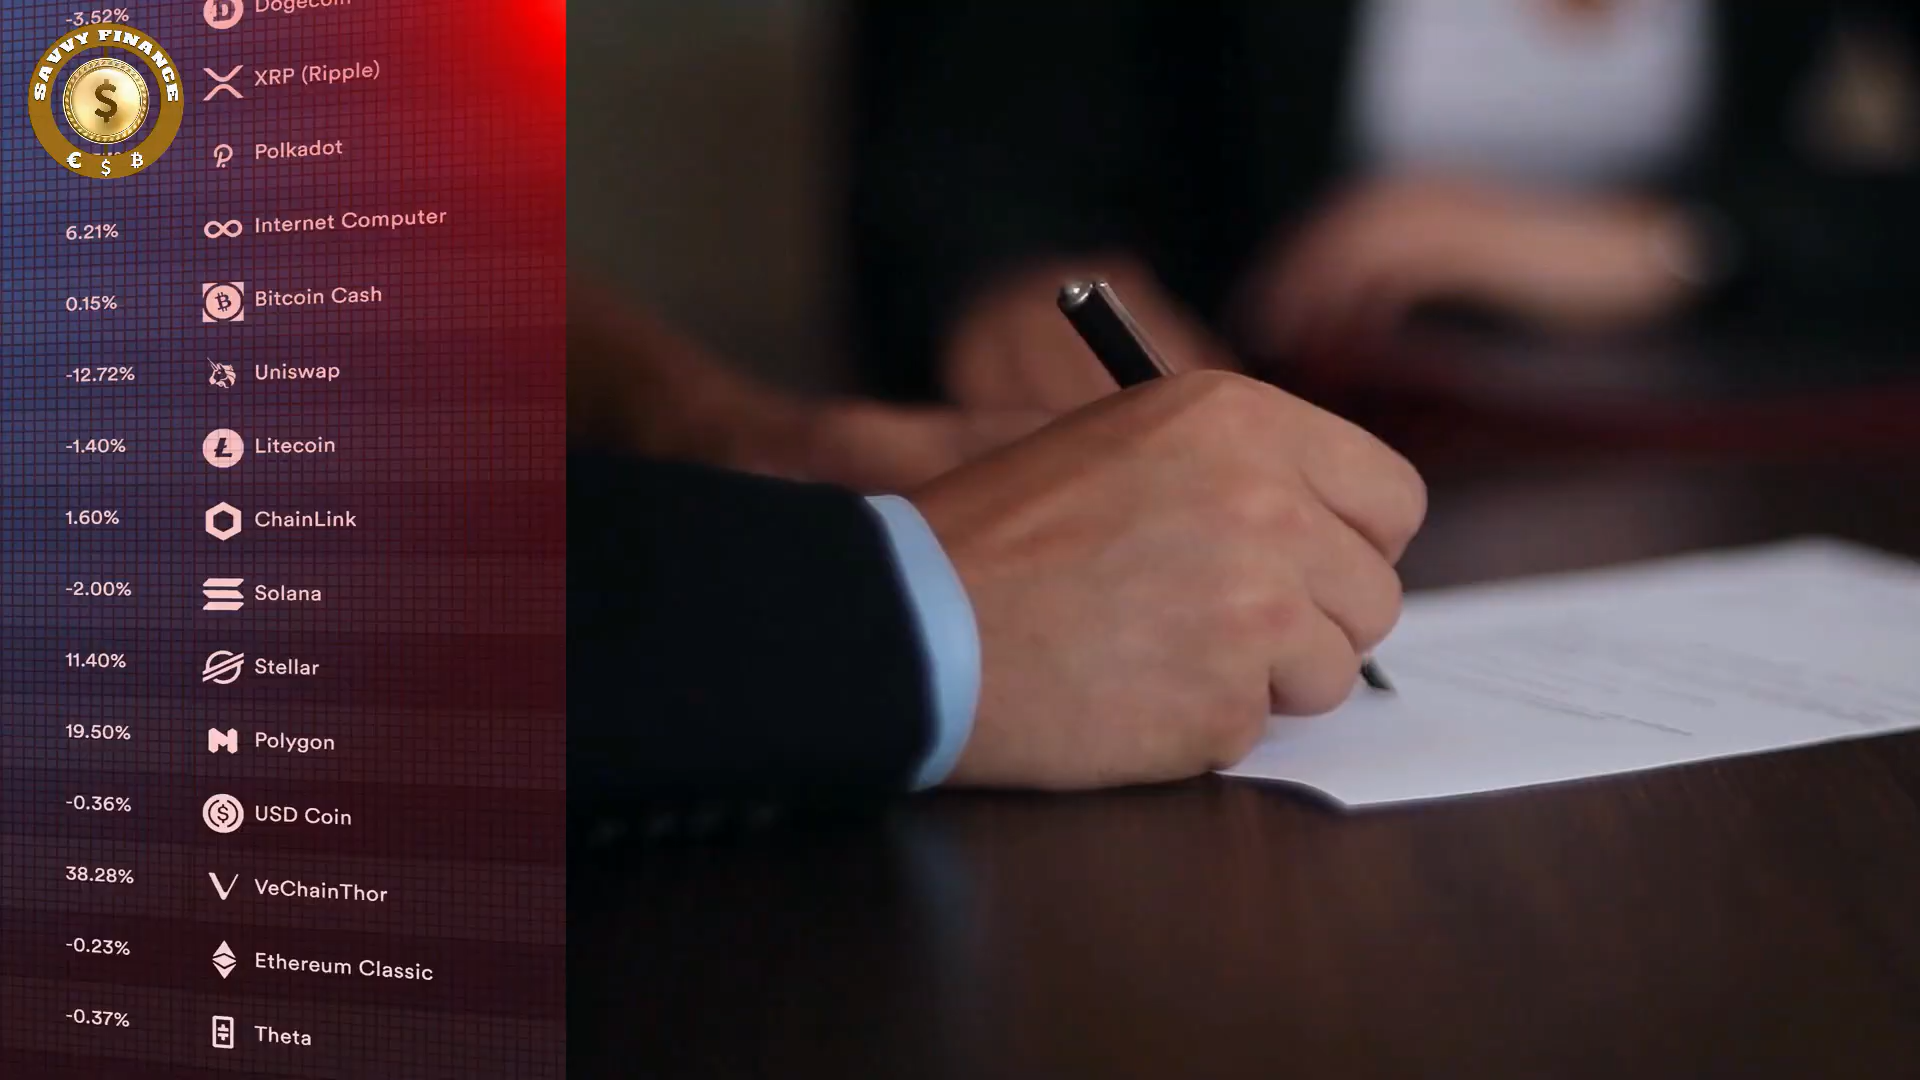 -3.52% Dogecoin
SAVVY FINANCE
$
€ $ ₿
XRP (Ripple)
Polkadot
6.21% Internet Computer
0.15% Bitcoin Cash
-12.72% Uniswap
-1.40% Litecoin
1.60% ChainLink
-2.00% Solana
11.40% Stellar
19.50% Polygon
-0.36% USD Coin
38.28% VeChainThor
-0.23% Ethereum Classic
-0.37% Theta